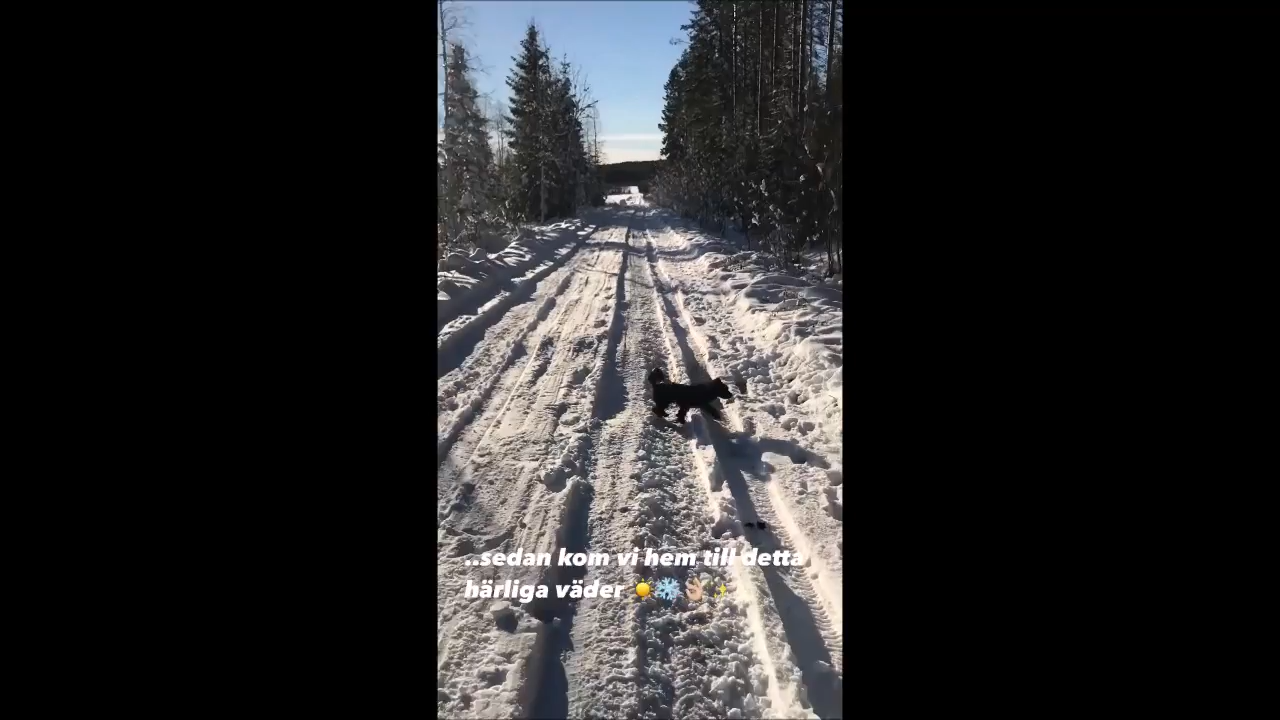 ..sedan kom vi hem till detta
härliga väder ☀️❄️👌🏼✨